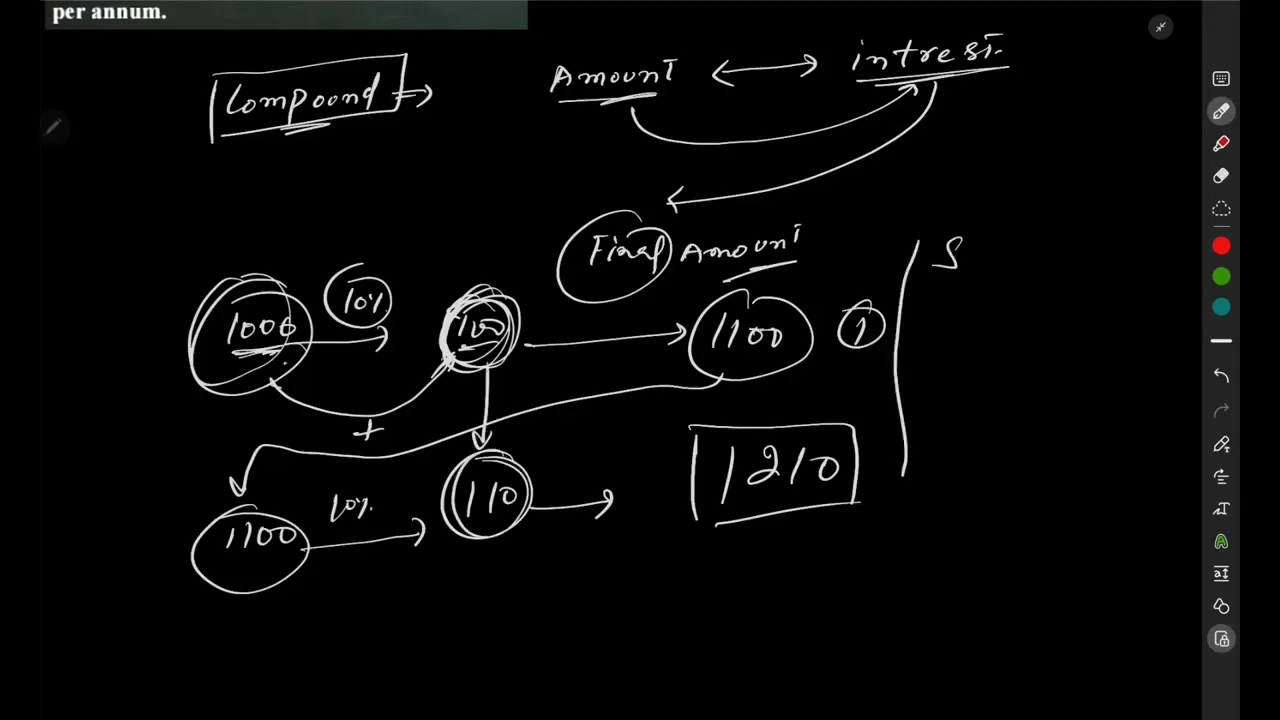 per annum.
Compound → Amount ↔ intrest.
Final Amount
1000 10% → 100 → 1100 ① S
+
1100 10% → 110 → 1210